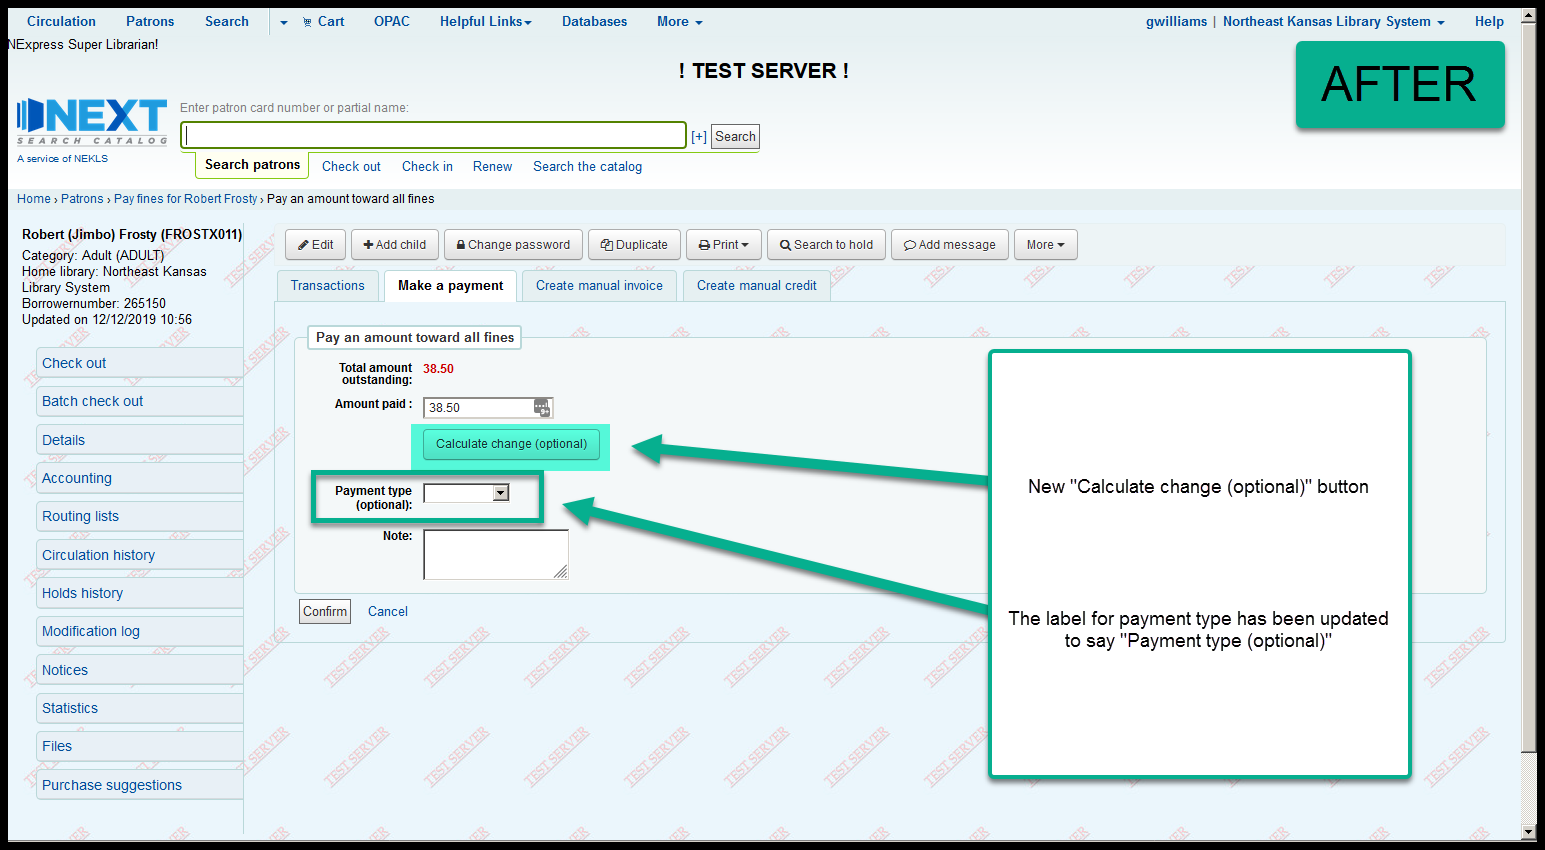 Circulation Patrons Search Cart OPAC Helpful Links Databases More gwilliams | Northeast Kansas Library System Help
NExpress Super Librarian!
! TEST SERVER !
AFTER
NEXT
SEARCH CATALOG
A service of NEKLS
Enter patron card number or partial name:
[+] Search
Search patrons Check out Check in Renew Search the catalog
Home › Patrons › Pay fines for Robert Frosty › Pay an amount toward all fines
Robert (Jimbo) Frosty (FROSTX011)
Category: Adult (ADULT)
Home library: Northeast Kansas
Library System
Borrowernumber: 265150
Updated on 12/12/2019 10:56
Check out
Batch check out
Details
Accounting
Routing lists
Circulation history
Holds history
Modification log
Notices
Statistics
Files
Purchase suggestions
Edit Add child Change password Duplicate Print Search to hold Add message More
Transactions Make a payment Create manual invoice Create manual credit
Pay an amount toward all fines
Total amount
outstanding: 38.50
Amount paid : 38.50
9+
Calculate change (optional)
Payment type
(optional):
Note:
Confirm Cancel
New "Calculate change (optional)" button
The label for payment type has been updated
to say "Payment type (optional)"
TEST SERVER